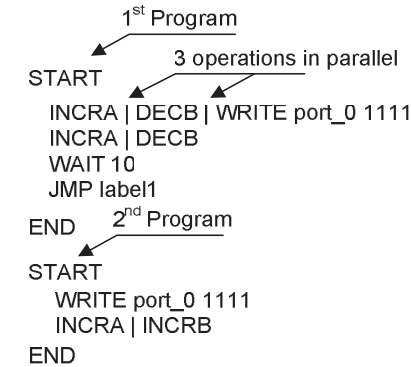 1st Program
3 operations in parallel
START
INCRA | DECB | WRITE port_0 1111
INCRA | DECB
WAIT 10
JMP label1
END
2nd Program
START
WRITE port_0 1111
INCRA | INCRB
END